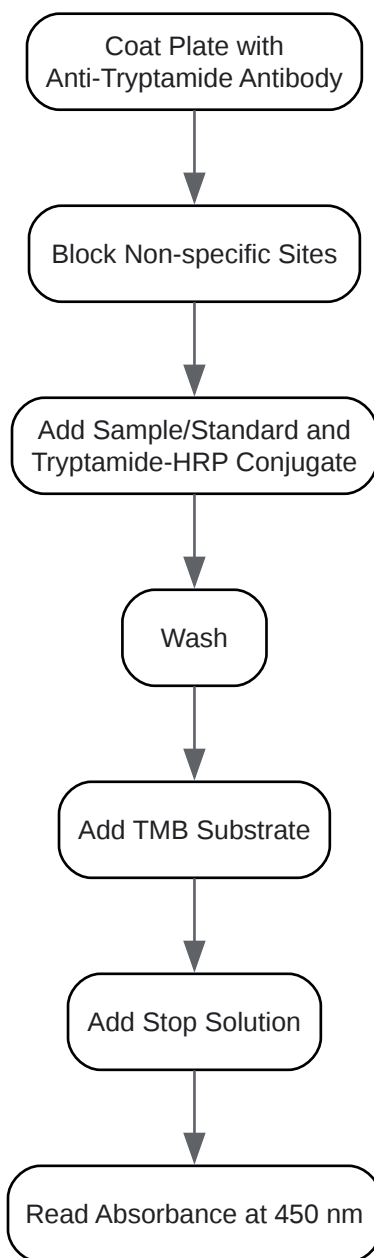 Coat Plate with
Anti-Tryptamide Antibody
Block Non-specific Sites
Add Sample/Standard and
Tryptamide-HRP Conjugate
Wash
Add TMB Substrate
Add Stop Solution
Read Absorbance at 450 nm